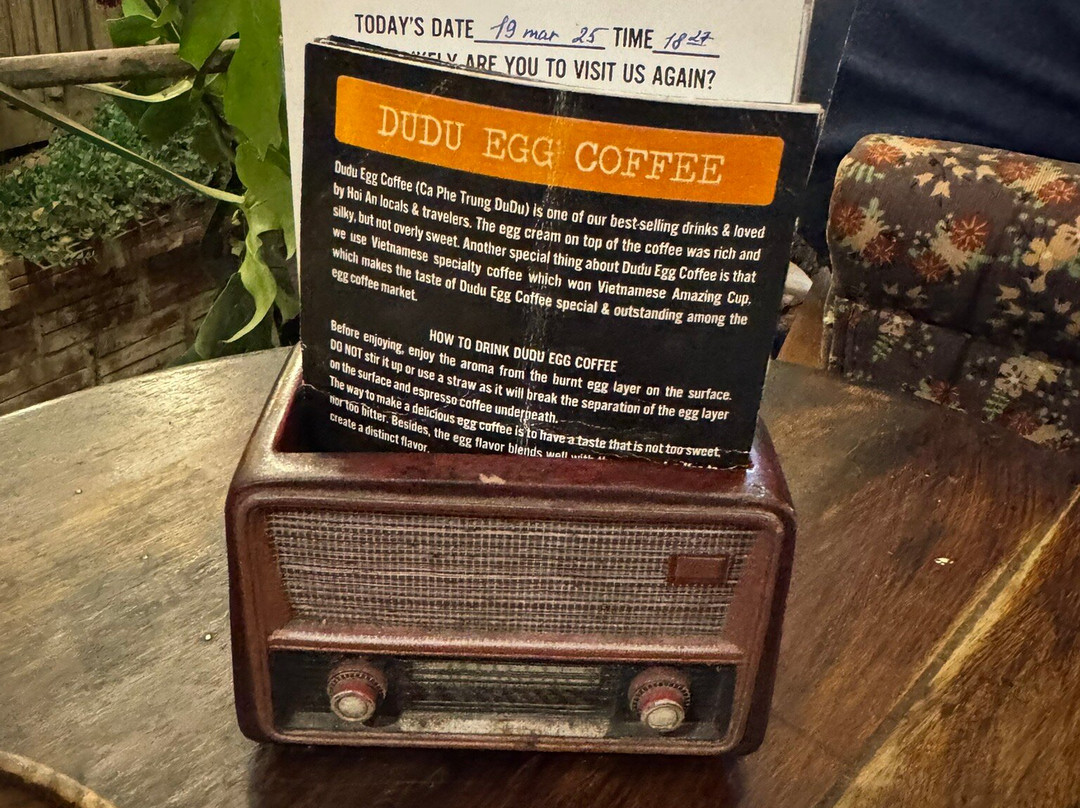 TODAY'S DATE 19 mar 25 TIME 18 27
ARE YOU TO VISIT US AGAIN?
DUDU EGG COFFEE
Dudu Egg Coffee (Ca Phe Trung DuDu) is one of our best-selling drinks & loved
by Hoi An locals & travelers. The egg cream on top of the coffee was rich and
silky, but not overly sweet. Another special thing about Dudu Egg Coffee is that
we use Vietnamese specialty coffee which won Vietnamese Amazing Cup,
which makes the taste of Dudu Egg Coffee special & outstanding among the
egg coffee market.
HOW TO DRINK DUDU EGG COFFEE
Before enjoying, enjoy the aroma from the burnt egg layer on the surface.
DO NOT stir it up or use a straw as it will break the separation of the egg layer
on the surface and espresso coffee underneath.
The way to make a delicious egg coffee is to have a taste that is not too sweet,
nor too bitter. Besides, the egg flavor blends well
create a distinct flavor.